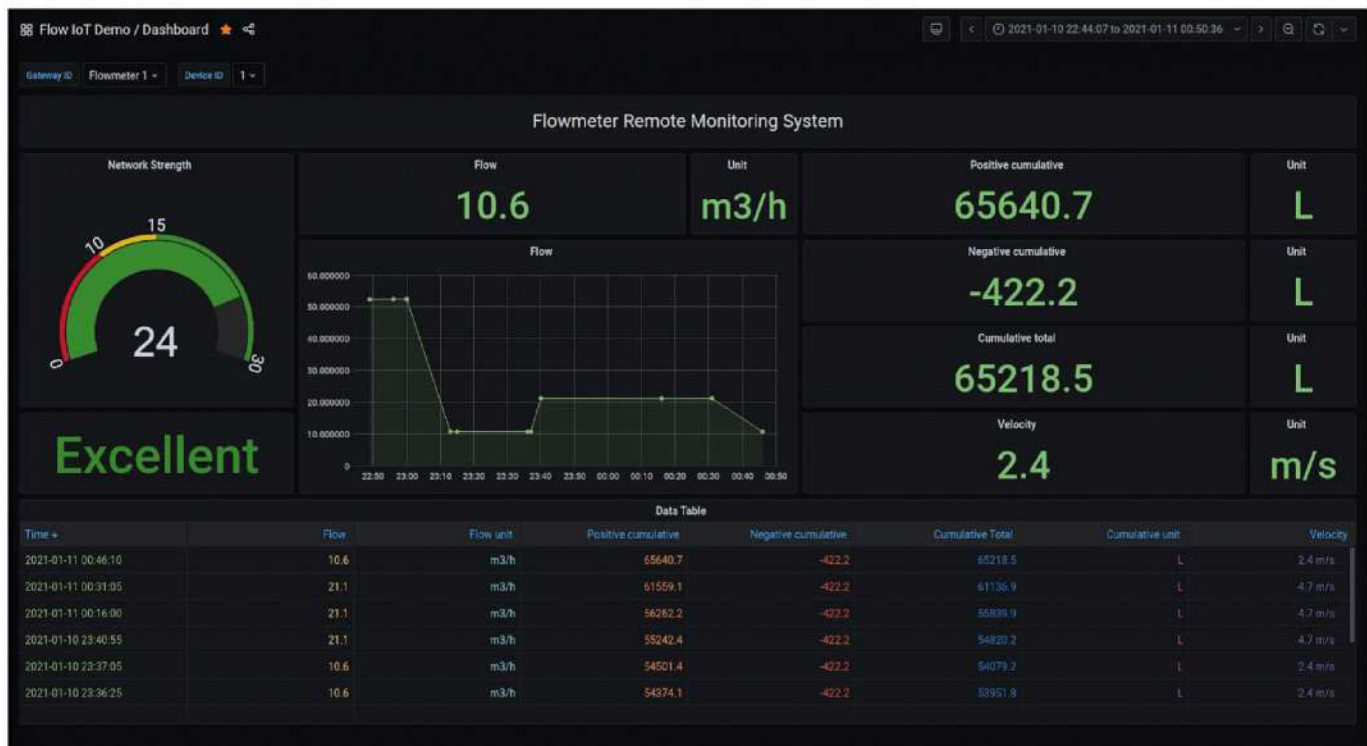 Flow IoT Demo / Dashboard
2021-01-10 22:44:07 to 2021-01-11 00:50:36
Gateway ID Flowmeter 1 Device ID 1
Flowmeter Remote Monitoring System
Network Strength
0 10 15 30
24
Excellent
Flow
10.6
Unit
m3/h
Flow
60.000000
50.000000
40.000000
30.000000
20.000000
10.000000
0
22:50 23:00 23:10 23:20 23:30 23:40 23:50 00:00 00:10 00:20 00:30 00:40 00:50
Positive cumulative
65640.7
Unit
L
Negative cumulative
-422.2
Unit
L
Cumulative total
65218.5
Unit
L
Velocity
2.4
Unit
m/s
Data Table
Time Flow Flow unit Positive cumulative Negative cumulative Cumulative Total Cumulative unit Velocity
2021-01-11 00:46:10 10.6 m3/h 65640.7 -422.2 65218.5 L 2.4 m/s
2021-01-11 00:31:05 21.1 m3/h 61559.1 -422.2 61136.9 L 4.7 m/s
2021-01-11 00:16:00 21.1 m3/h 56262.2 -422.2 55839.9 L 4.7 m/s
2021-01-10 23:40:55 21.1 m3/h 55242.4 -422.2 54820.2 L 4.7 m/s
2021-01-10 23:37:05 10.6 m3/h 54501.4 -422.2 54079.2 L 2.4 m/s
2021-01-10 23:36:25 10.6 m3/h 54374.1 -422.2 53951.8 L 2.4 m/s